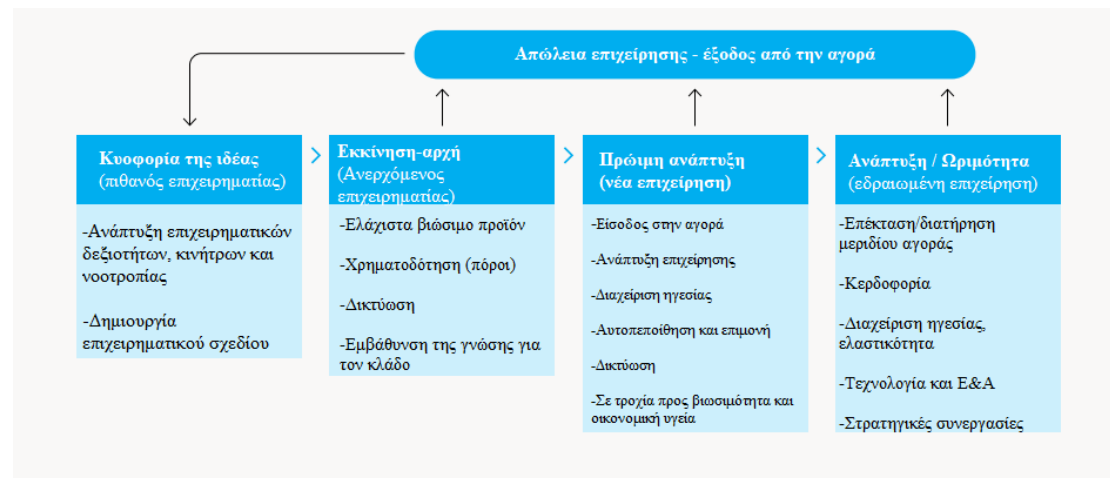 Απώλεια επιχείρησης - έξοδος από την αγορά
Κυοφορία της ιδέας
(πιθανός επιχειρηματίας)
-Ανάπτυξη επιχειρηματικών
δεξιοτήτων, κινήτρων και
νοοτροπίας
-Δημιουργία
επιχειρηματικού σχεδίου
Εκκίνηση-αρχή
(Ανερχόμενος
επιχειρηματίας)
-Ελάχιστα βιώσιμο προϊόν
-Χρηματοδότηση (πόροι)
-Δικτύωση
-Εμβάθυνση της γνώσης για
τον κλάδο
Πρώιμη ανάπτυξη
(νέα επιχείρηση)
-Είσοδος στην αγορά
-Ανάπτυξη επιχείρησης
-Διαχείριση ηγεσίας
-Αυτοπεποίθηση και επιμονή
-Δικτύωση
-Σε τροχία προς βιωσιμότητα και
οικονομική υγεία
Ανάπτυξη / Ωριμότητα
(εδραιωμένη επιχείρηση)
-Επέκταση/διατήρηση
μεριδίου αγοράς
-Κερδοφορία
-Διαχείριση ηγεσίας,
ελαστικότητα
-Τεχνολογία και Ε&Α
-Στρατηγικές συνεργασίες